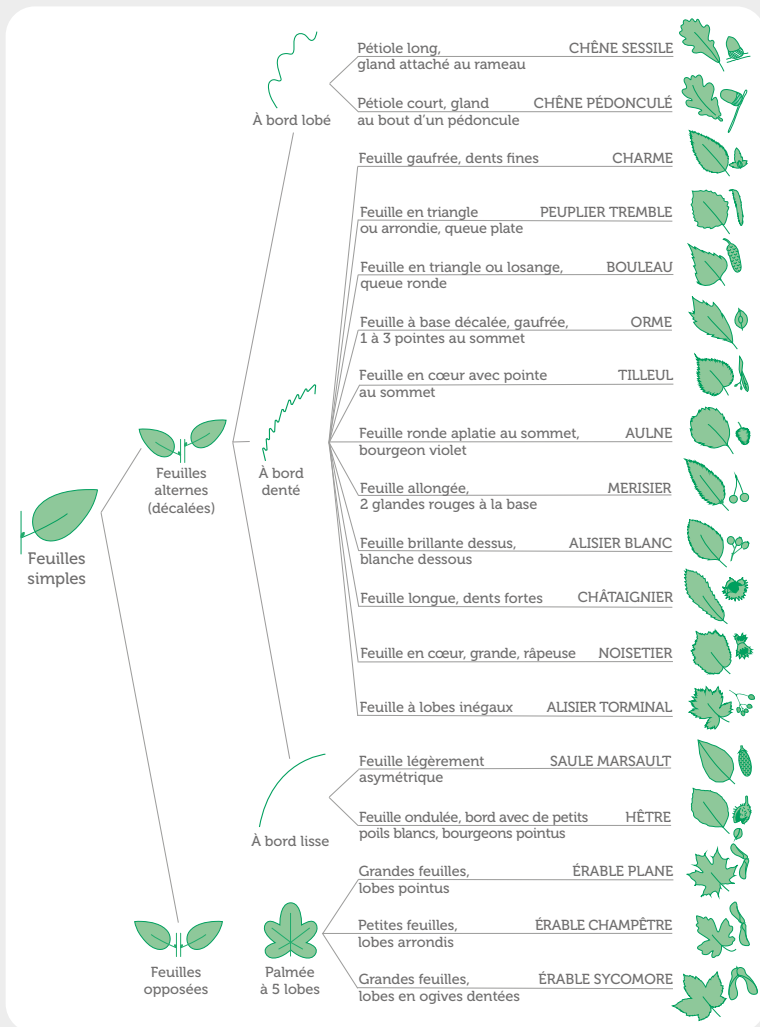 Pétiole long, CHÊNE SESSILE
gland attaché au rameau
À bord lobé
Pétiole court, gland CHÊNE PÉDONCULÉ
au bout d'un pédoncule
Feuille gaufrée, dents fines CHARME
Feuille en triangle PEUPLIER TREMBLE
ou arrondie, queue plate
Feuille en triangle ou losange, BOULEAU
queue ronde
Feuille à base décalée, gaufrée, ORME
1 à 3 pointes au sommet
Feuille en cœur avec pointe TILLEUL
au sommet
Feuille ronde aplatie au sommet, AULNE
bourgeon violet
Feuilles
alternes
(décalées)
À bord
denté
Feuille allongée, MERISIER
2 glandes rouges à la base
Feuille brillante dessus, ALISIER BLANC
blanche dessous
Feuilles
simples
Feuille longue, dents fortes CHÂTAIGNIER
Feuille en cœur, grande, râpeuse NOISETIER
Feuille à lobes inégaux ALISIER TORMINAL
Feuille légèrement SAULE MARSAULT
asymétrique
Feuille ondulée, bord avec de petits HÊTRE
poils blancs, bourgeons pointus
À bord lisse
Grandes feuilles, ÉRABLE PLANE
lobes pointus
Petites feuilles, ÉRABLE CHAMPÊTRE
lobes arrondis
Feuilles
opposées
Palmée
à 5 lobes
Grandes feuilles, ÉRABLE SYCOMORE
lobes en ogives dentées